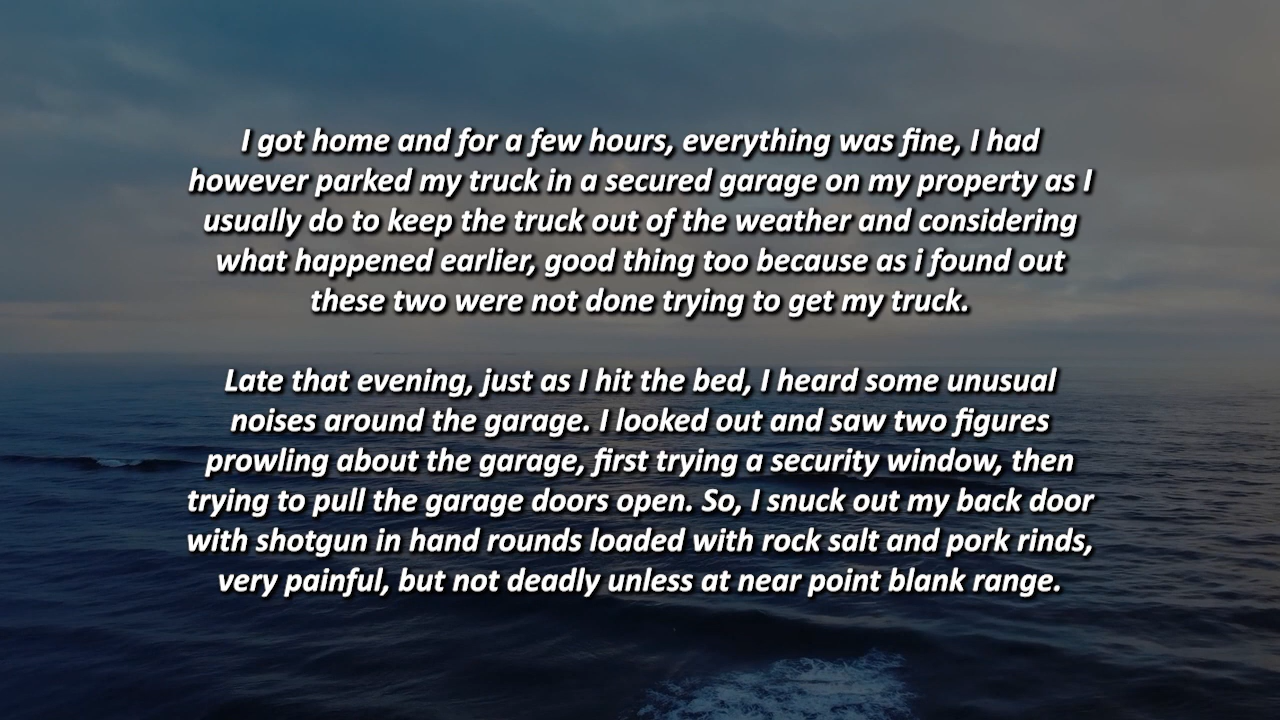 I got home and for a few hours, everything was fine, I had
however parked my truck in a secured garage on my property as I
usually do to keep the truck out of the weather and considering
what happened earlier, good thing too because as i found out
these two were not done trying to get my truck.
Late that evening, just as I hit the bed, I heard some unusual
noises around the garage. I looked out and saw two figures
prowling about the garage, first trying a security window, then
trying to pull the garage doors open. So, I snuck out my back door
with shotgun in hand rounds loaded with rock salt and pork rinds,
very painful, but not deadly unless at near point blank range.